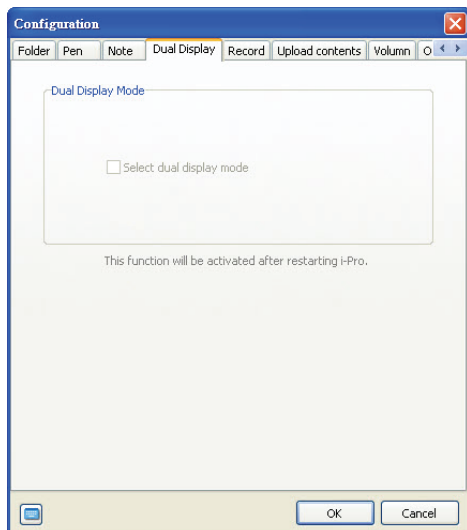 Configuration
Folder Pen Note Dual Display Record Upload contents Volumn O
Dual Display Mode
Select dual display mode
This function will be activated after restarting i-Pro.
OK Cancel